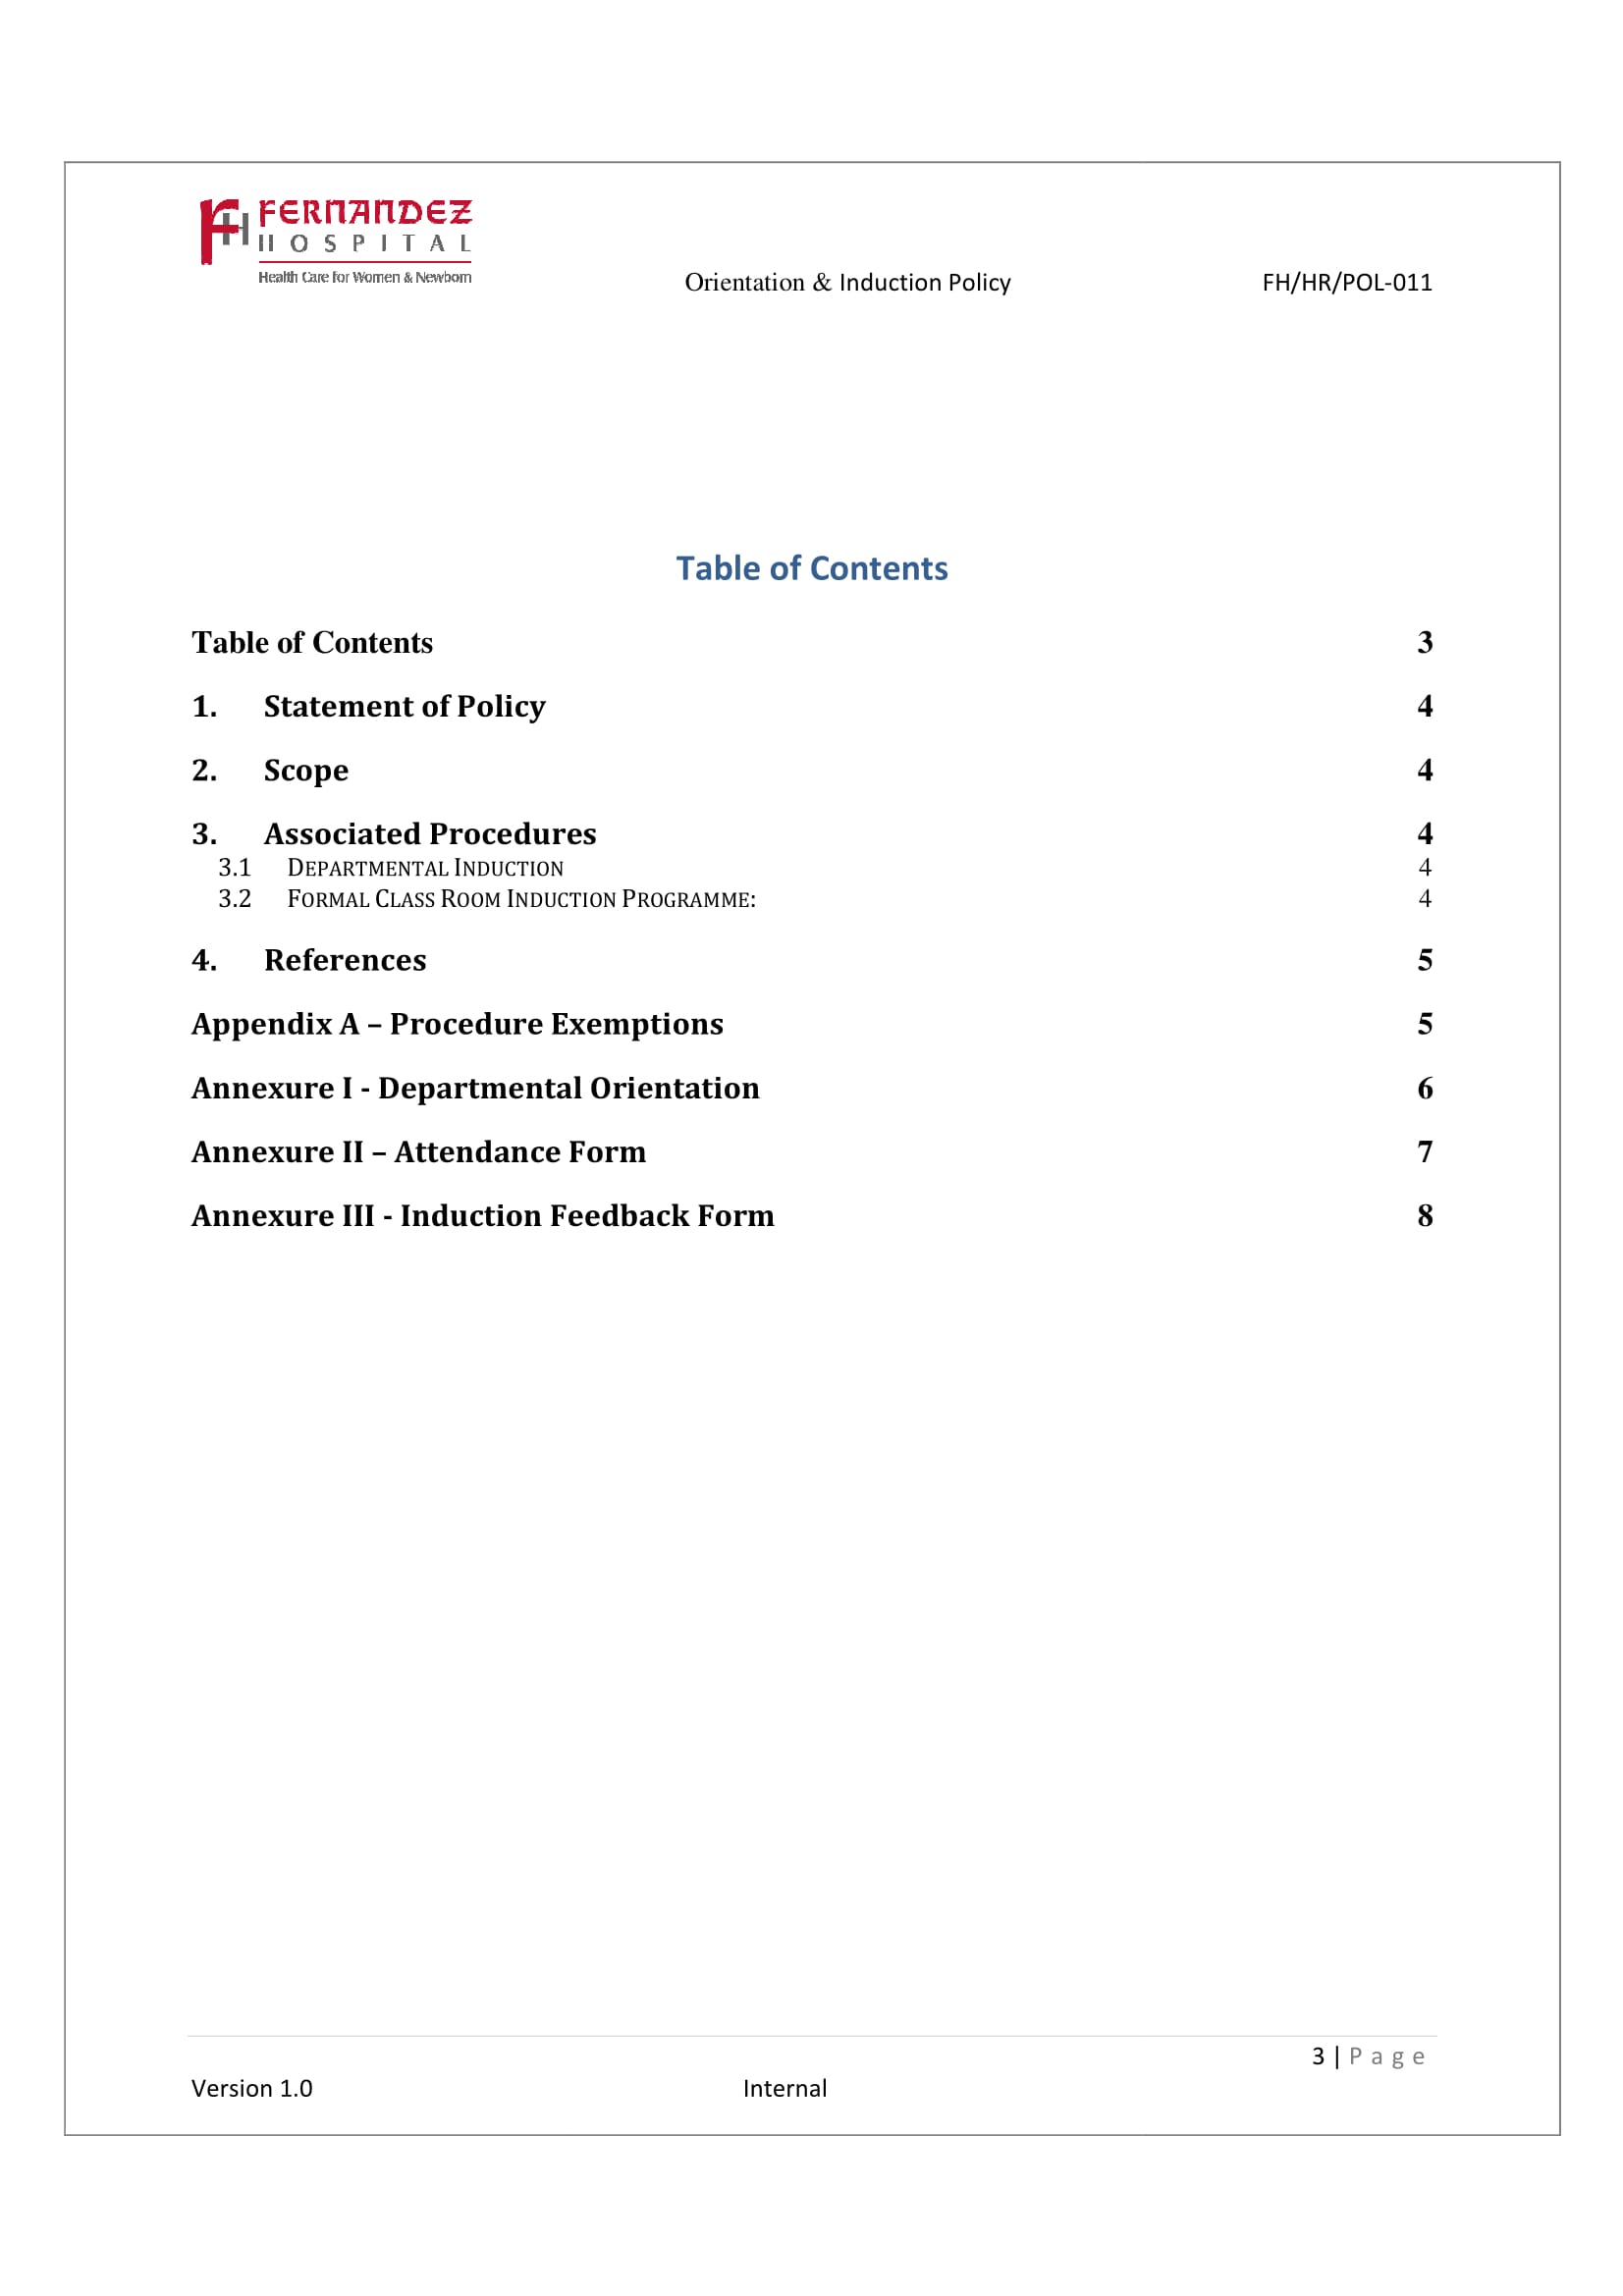 FERNANDEZ
HOSPITAL
Health Care for Women & Newborn
Orientation & Induction Policy FH/HR/POL-011
Table of Contents
Table of Contents 3
1. Statement of Policy 4
2. Scope 4
3. Associated Procedures 4
3.1 DEPARTMENTAL INDUCTION 4
3.2 FORMAL CLASS ROOM INDUCTION PROGRAMME: 4
4. References 5
Appendix A – Procedure Exemptions 5
Annexure I - Departmental Orientation 6
Annexure II – Attendance Form 7
Annexure III - Induction Feedback Form 8
3 | Page
Version 1.0 Internal